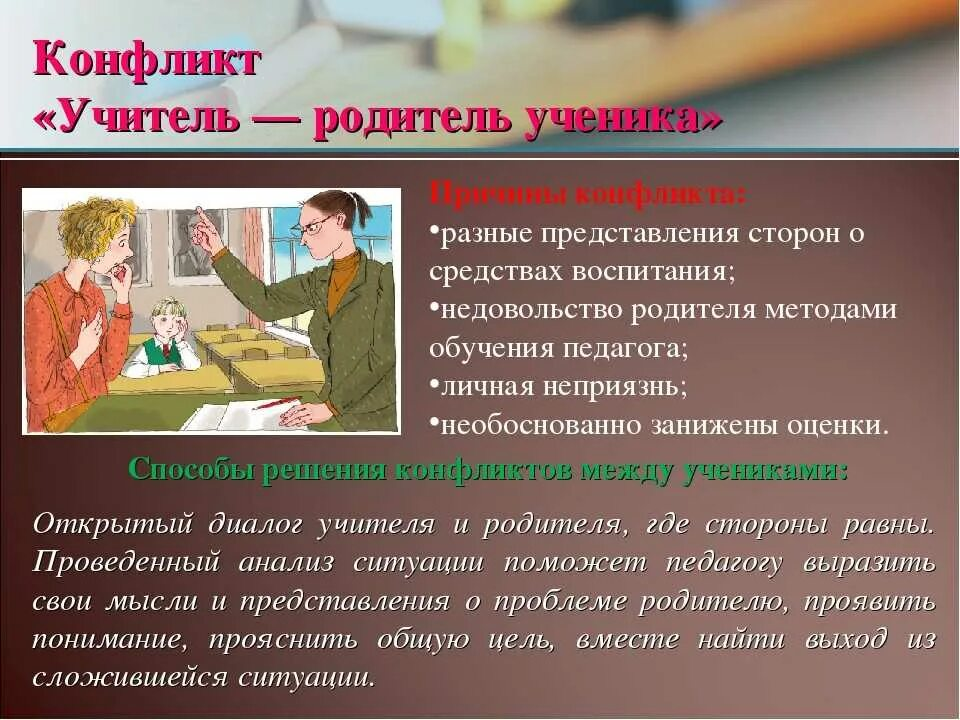 Конфликт
«Учитель — родитель ученика»
Причины конфликта:
•разные представления сторон о
средствах воспитания;
•недовольство родителя методами
обучения педагога;
•личная неприязнь;
•необоснованно занижены оценки.
Способы решения конфликтов между учениками:
Открытый диалог учителя и родителя, где стороны равны.
Проведенный анализ ситуации поможет педагогу выразить
свои мысли и представления о проблеме родителю, проявить
понимание, прояснить общую цель, вместе найти выход из
сложившейся ситуации.